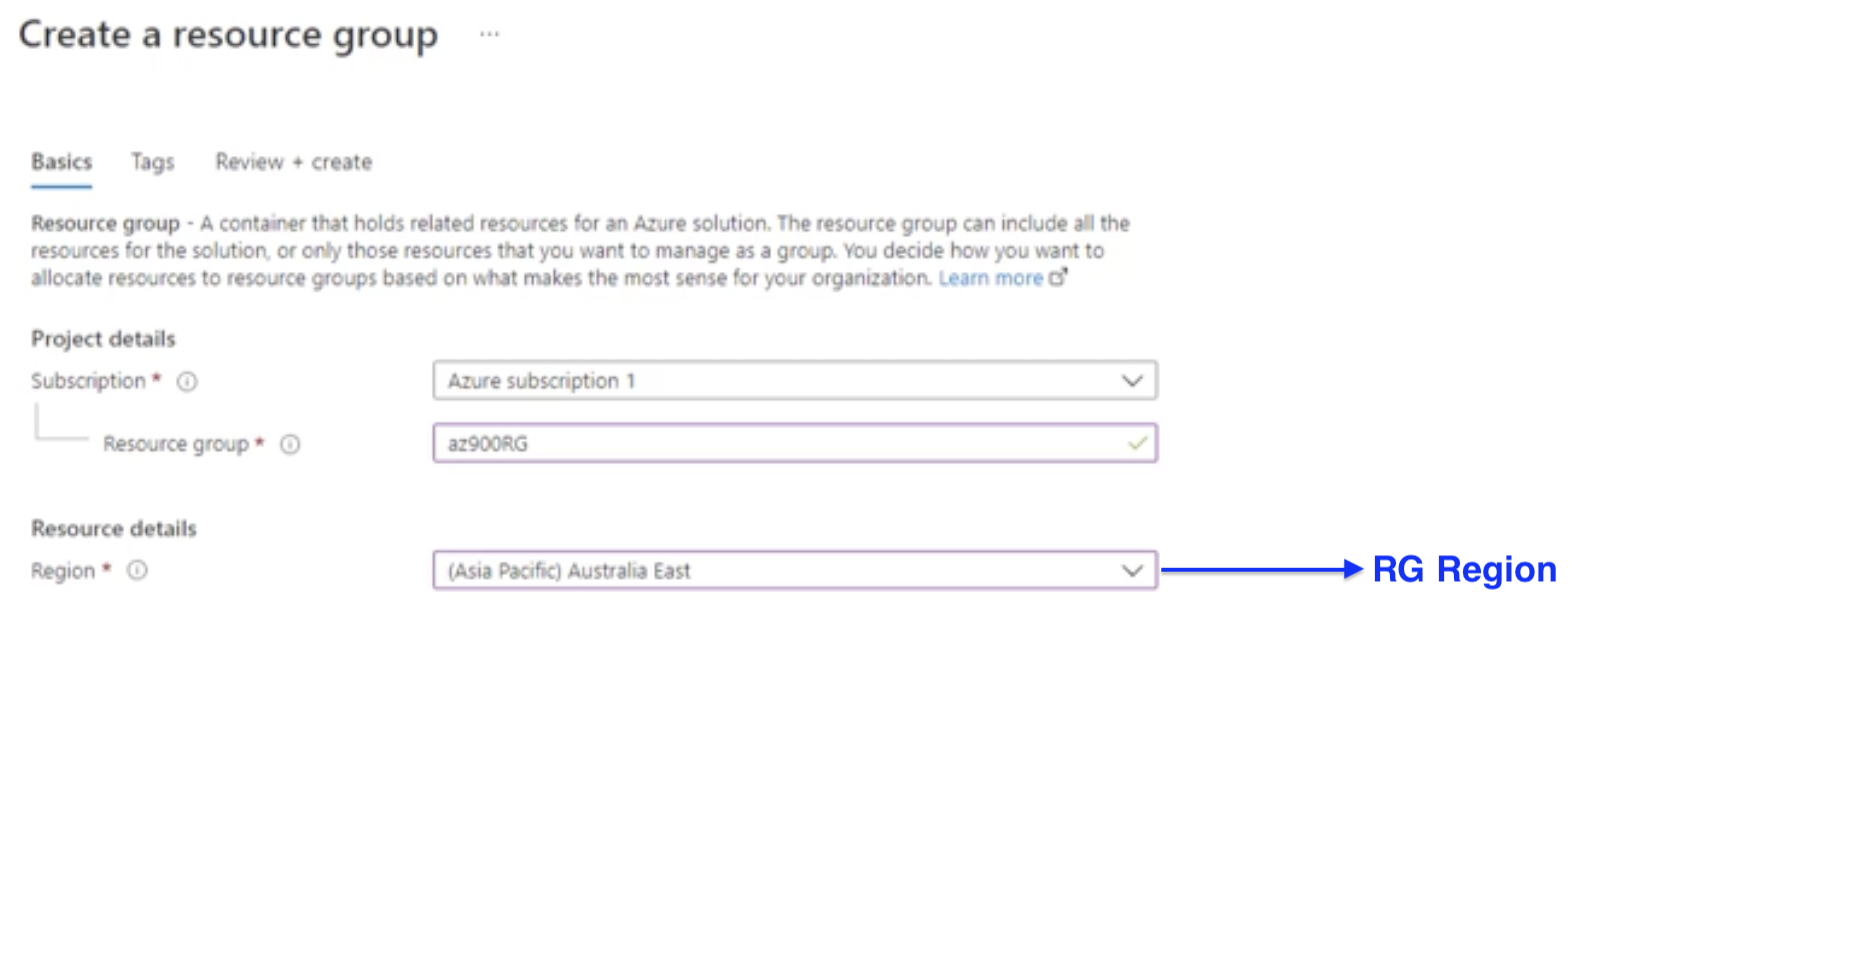 Create a resource group ...
Basics Tags Review + create
Resource group - A container that holds related resources for an Azure solution. The resource group can include all the
resources for the solution, or only those resources that you want to manage as a group. You decide how you want to
allocate resources to resource groups based on what makes the most sense for your organization. Learn more
Project details
Subscription * Azure subscription 1
Resource group * az900RG
Resource details
Region * (Asia Pacific) Australia East RG Region